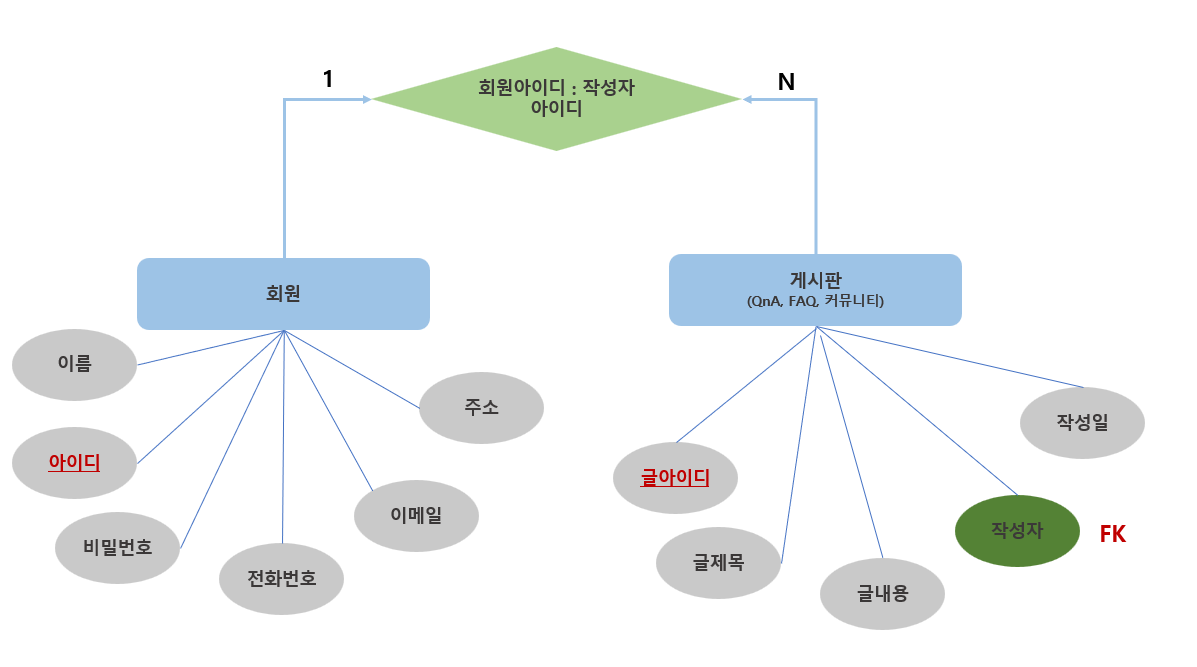 1
회원아이디 : 작성자
아이디
N
회원
게시판
(QnA, FAQ, 커뮤니티)
이름
주소
작성일
아이디
이메일
비밀번호
전화번호
글아이디
작성자
FK
글제목
글내용